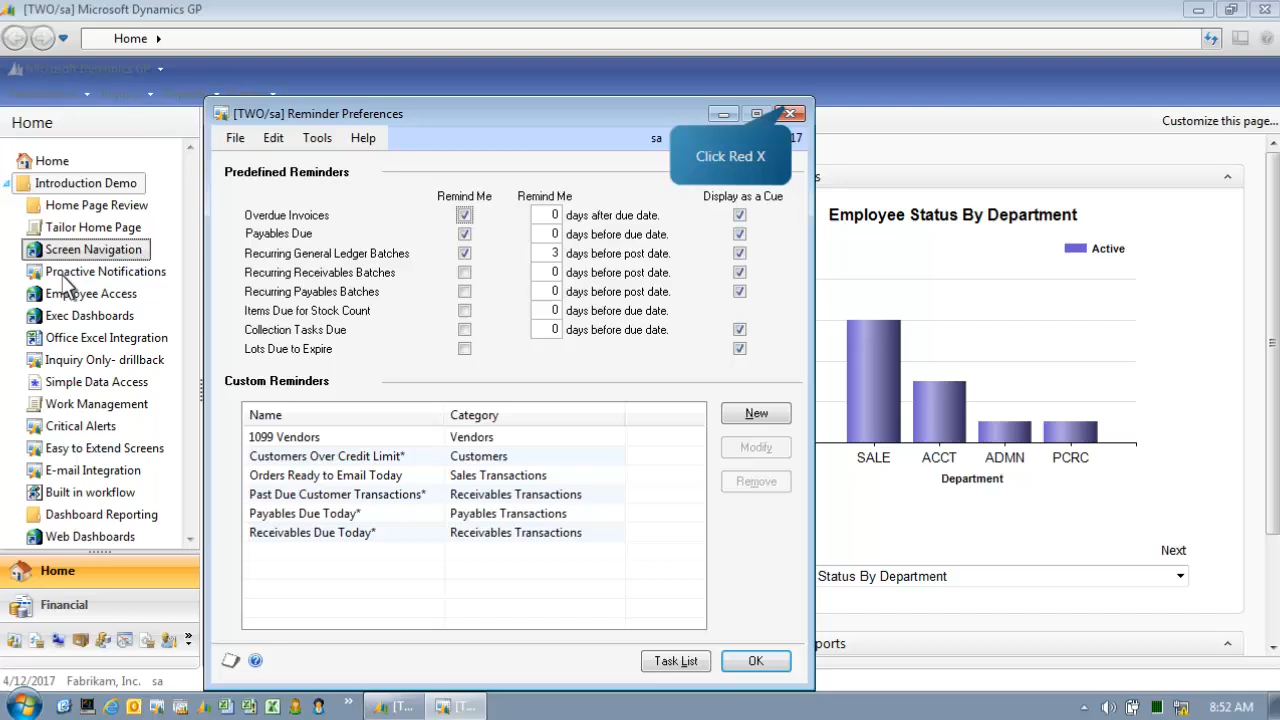 [TWO/sa] Microsoft Dynamics GP
Home
Microsoft Dynamics GP
Home
Customize this page...
Home
Introduction Demo
Home Page Review
Tailor Home Page
Screen Navigation
Proactive Notifications
Employee Access
Exec Dashboards
Office Excel Integration
Inquiry Only- drillback
Simple Data Access
Work Management
Critical Alerts
Easy to Extend Screens
E-mail Integration
Built in workflow
Dashboard Reporting
Web Dashboards
Home
Financial
4/12/2017 Fabrikam, Inc. sa
[TWO/sa] Reminder Preferences
File Edit Tools Help
sa
17
Click Red X
Predefined Reminders
Remind Me Remind Me Display as a Cue
Overdue Invoices 0 days after due date.
Payables Due 0 days before due date.
Recurring General Ledger Batches 3 days before post date.
Recurring Receivables Batches 0 days before post date.
Recurring Payables Batches 0 days before post date.
Items Due for Stock Count 0 days before due date.
Collection Tasks Due 0 days before due date.
Lots Due to Expire
Custom Reminders
Name Category
1099 Vendors Vendors
Customers Over Credit Limit* Customers
Orders Ready to Email Today Sales Transactions
Past Due Customer Transactions* Receivables Transactions
Payables Due Today* Payables Transactions
Receivables Due Today* Receivables Transactions
New
Modify
Remove
Task List OK
s
Employee Status By Department
Active
SALE ACCT ADMN PCRC
Department
Next
Status By Department
ports
[T... [T...
8:52 AM